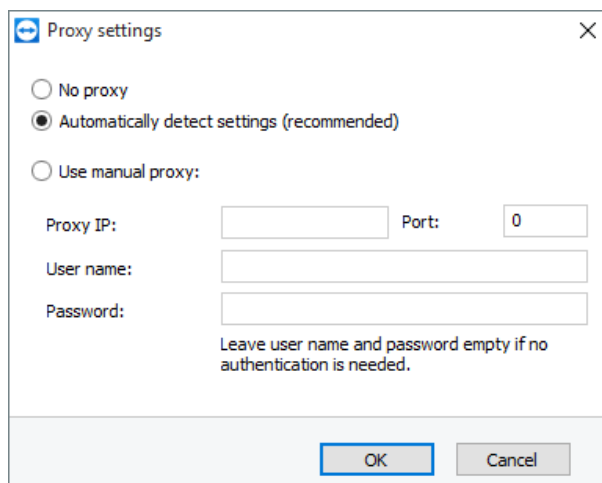 Proxy settings
No proxy
Automatically detect settings (recommended)
Use manual proxy:
Proxy IP: Port: 0
User name:
Password:
Leave user name and password empty if no
authentication is needed.
OK Cancel